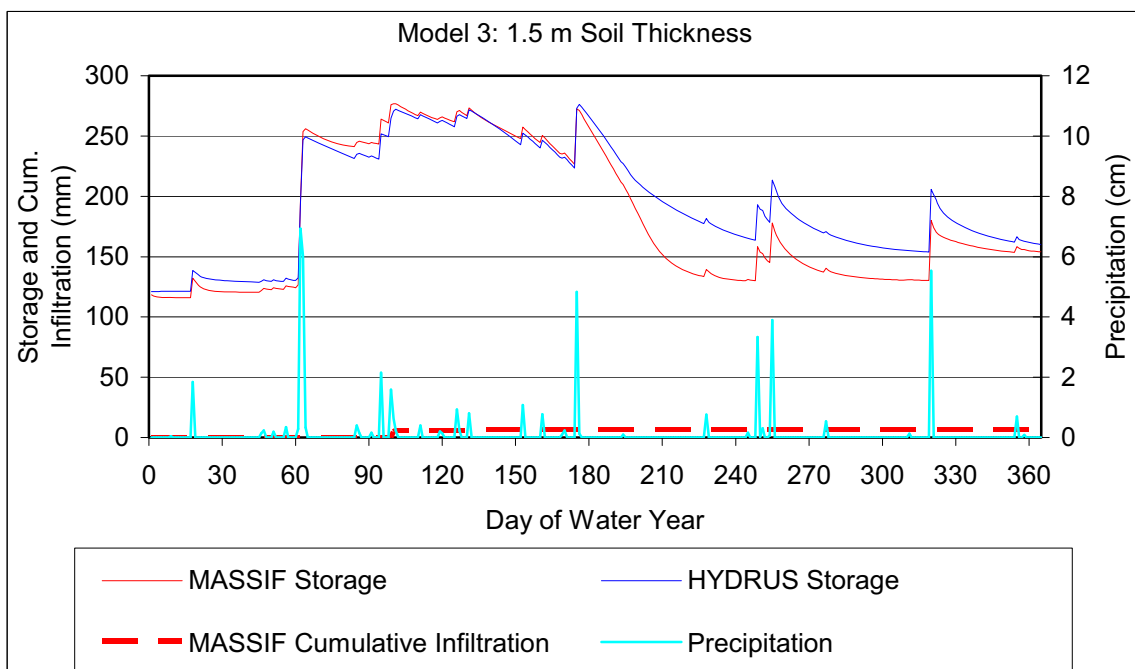 Model 3: 1.5 m Soil Thickness
300
250
200
150
100
50
0
Storage and Cum.
Infiltration (mm)
12
10
8
6
4
2
0
Precipitation (cm)
0 30 60 90 120 150 180 210 240 270 300 330 360
Day of Water Year
MASSIF Storage
HYDRUS Storage
MASSIF Cumulative Infiltration
Precipitation